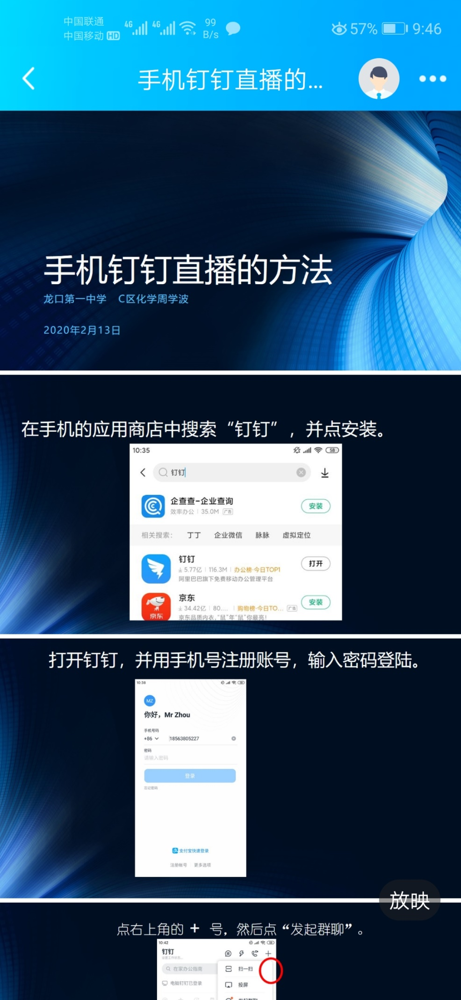 中国联通
中国移动 HD
4G 4G 99 B/s
57% 9:46
手机钉钉直播的...
手机钉钉直播的方法
龙口第一中学 C区化学周学波
2020年2月13日
在手机的应用商店中搜索“钉钉”,并点安装。
10:35 58
钉钉
企查查-企业查询
效率办公 35.0M 广告
安装
相关搜索: 丁丁 企业微信 脉脉 虚拟定位
钉钉
5.77亿 116.3M 办公榜·今日TOP1
阿里巴巴旗下免费移动办公管理平台
打开
京东
京东
34.42亿 80.... 购物榜·今日TO... 广告
京东品质内衣,“鼠”年“鼠”你最亮!
安装
打开钉钉,并用手机号注册账号,输入密码登陆。
10:38
MZ
你好,Mr Zhou
手机号码
+86 18563805227
密码
请输入密码
登录
忘记密码
支付宝快速登录
注册帐号 更多选项
放映
点右上角的 + 号,然后点“发起群聊”。
10:42
钉钉
在家办公指南
扫一扫
电脑钉钉已登录
投屏